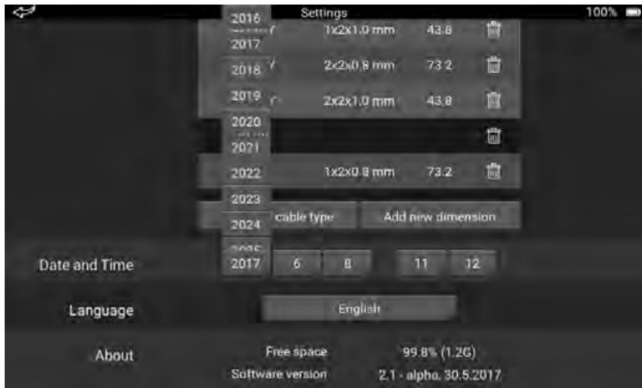 Settings 100%
2016
1x2x1.0 mm 43.8
2017
2018 2x2x0.8 mm 73.2
2019 2x2x1.0 mm 43.8
2020
2021
2022 1x2x0.8 mm 73.2
2023
cable type Add new dimension
2024
Date and Time 2017 6 8 11 12
Language English
About Free space 99.8% (1.2G)
Software version 2.1 - alpha, 30.5.2017